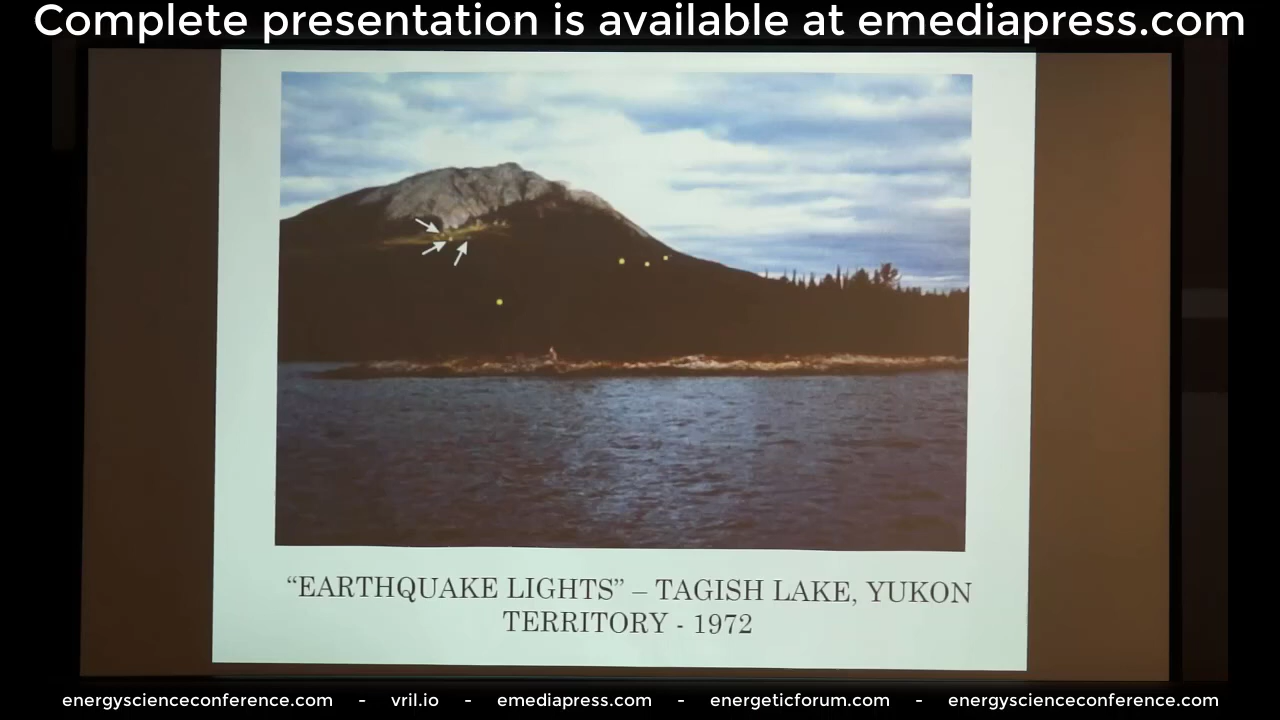 Complete presentation is available at emediapress.com
“EARTHQUAKE LIGHTS” – TAGISH LAKE, YUKON
TERRITORY - 1972
energyscienceconference.com - vril.io - emediapress.com - energeticforum.com - energyscienceconference.com